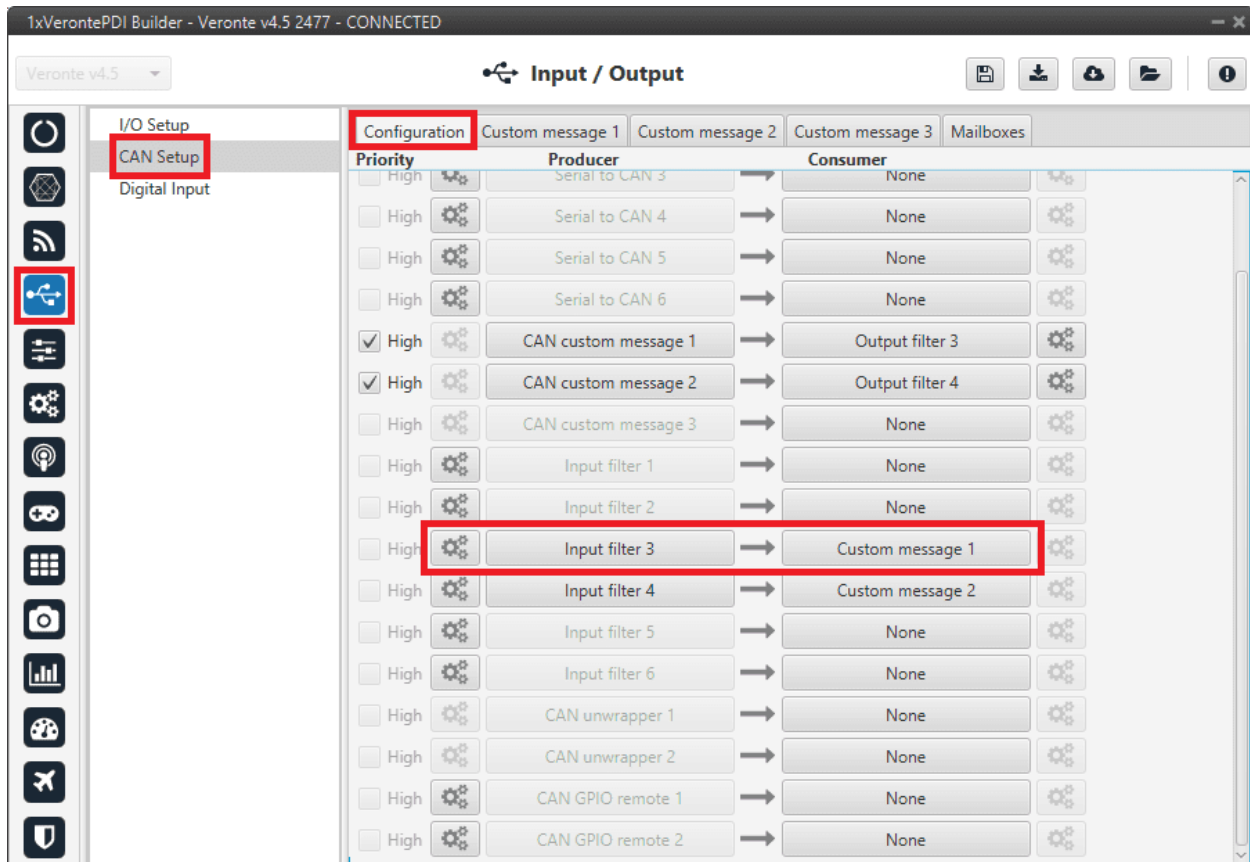 1xVerontePDI Builder - Veronte v4.5 2477 - CONNECTED
Veronte v4.5
Input / Output
I/O Setup
CAN Setup
Digital Input
Configuration Custom message 1 Custom message 2 Custom message 3 Mailboxes
Priority Producer Consumer
High Serial to CAN 3 None
High Serial to CAN 4 None
High Serial to CAN 5 None
High Serial to CAN 6 None
High CAN custom message 1 Output filter 3
High CAN custom message 2 Output filter 4
High CAN custom message 3 None
High Input filter 1 None
High Input filter 2 None
High Input filter 3 Custom message 1
High Input filter 4 Custom message 2
High Input filter 5 None
High Input filter 6 None
High CAN unwrapper 1 None
High CAN unwrapper 2 None
High CAN GPIO remote 1 None
High CAN GPIO remote 2 None